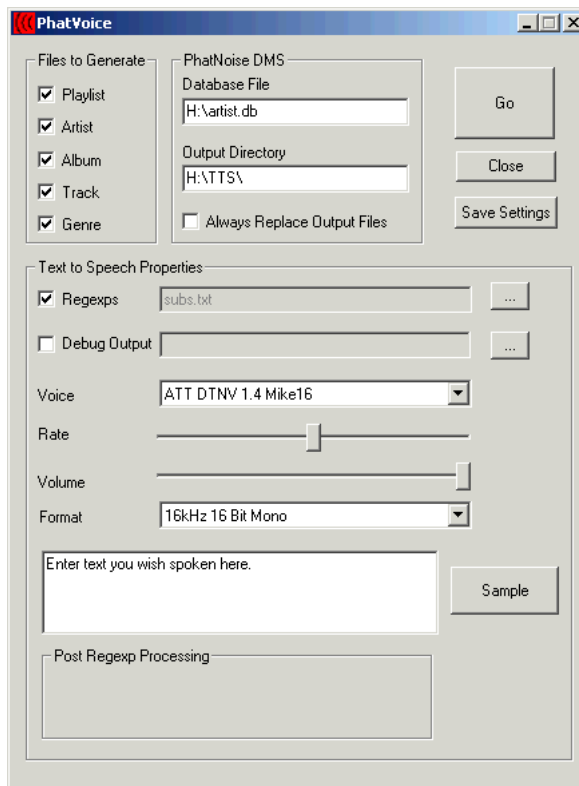 PhatVoice
Files to Generate
Playlist
Artist
Album
Track
Genre
PhatNoise DMS
Database File
H:\artist.db
Output Directory
H:\TTS\
Always Replace Output Files
Go
Close
Save Settings
Text to Speech Properties
Regexps
subs.txt
...
Debug Output
...
Voice
ATT DTNV 1.4 Mike16
Rate
Volume
Format
16kHz 16 Bit Mono
Enter text you wish spoken here.
Sample
Post Regexp Processing